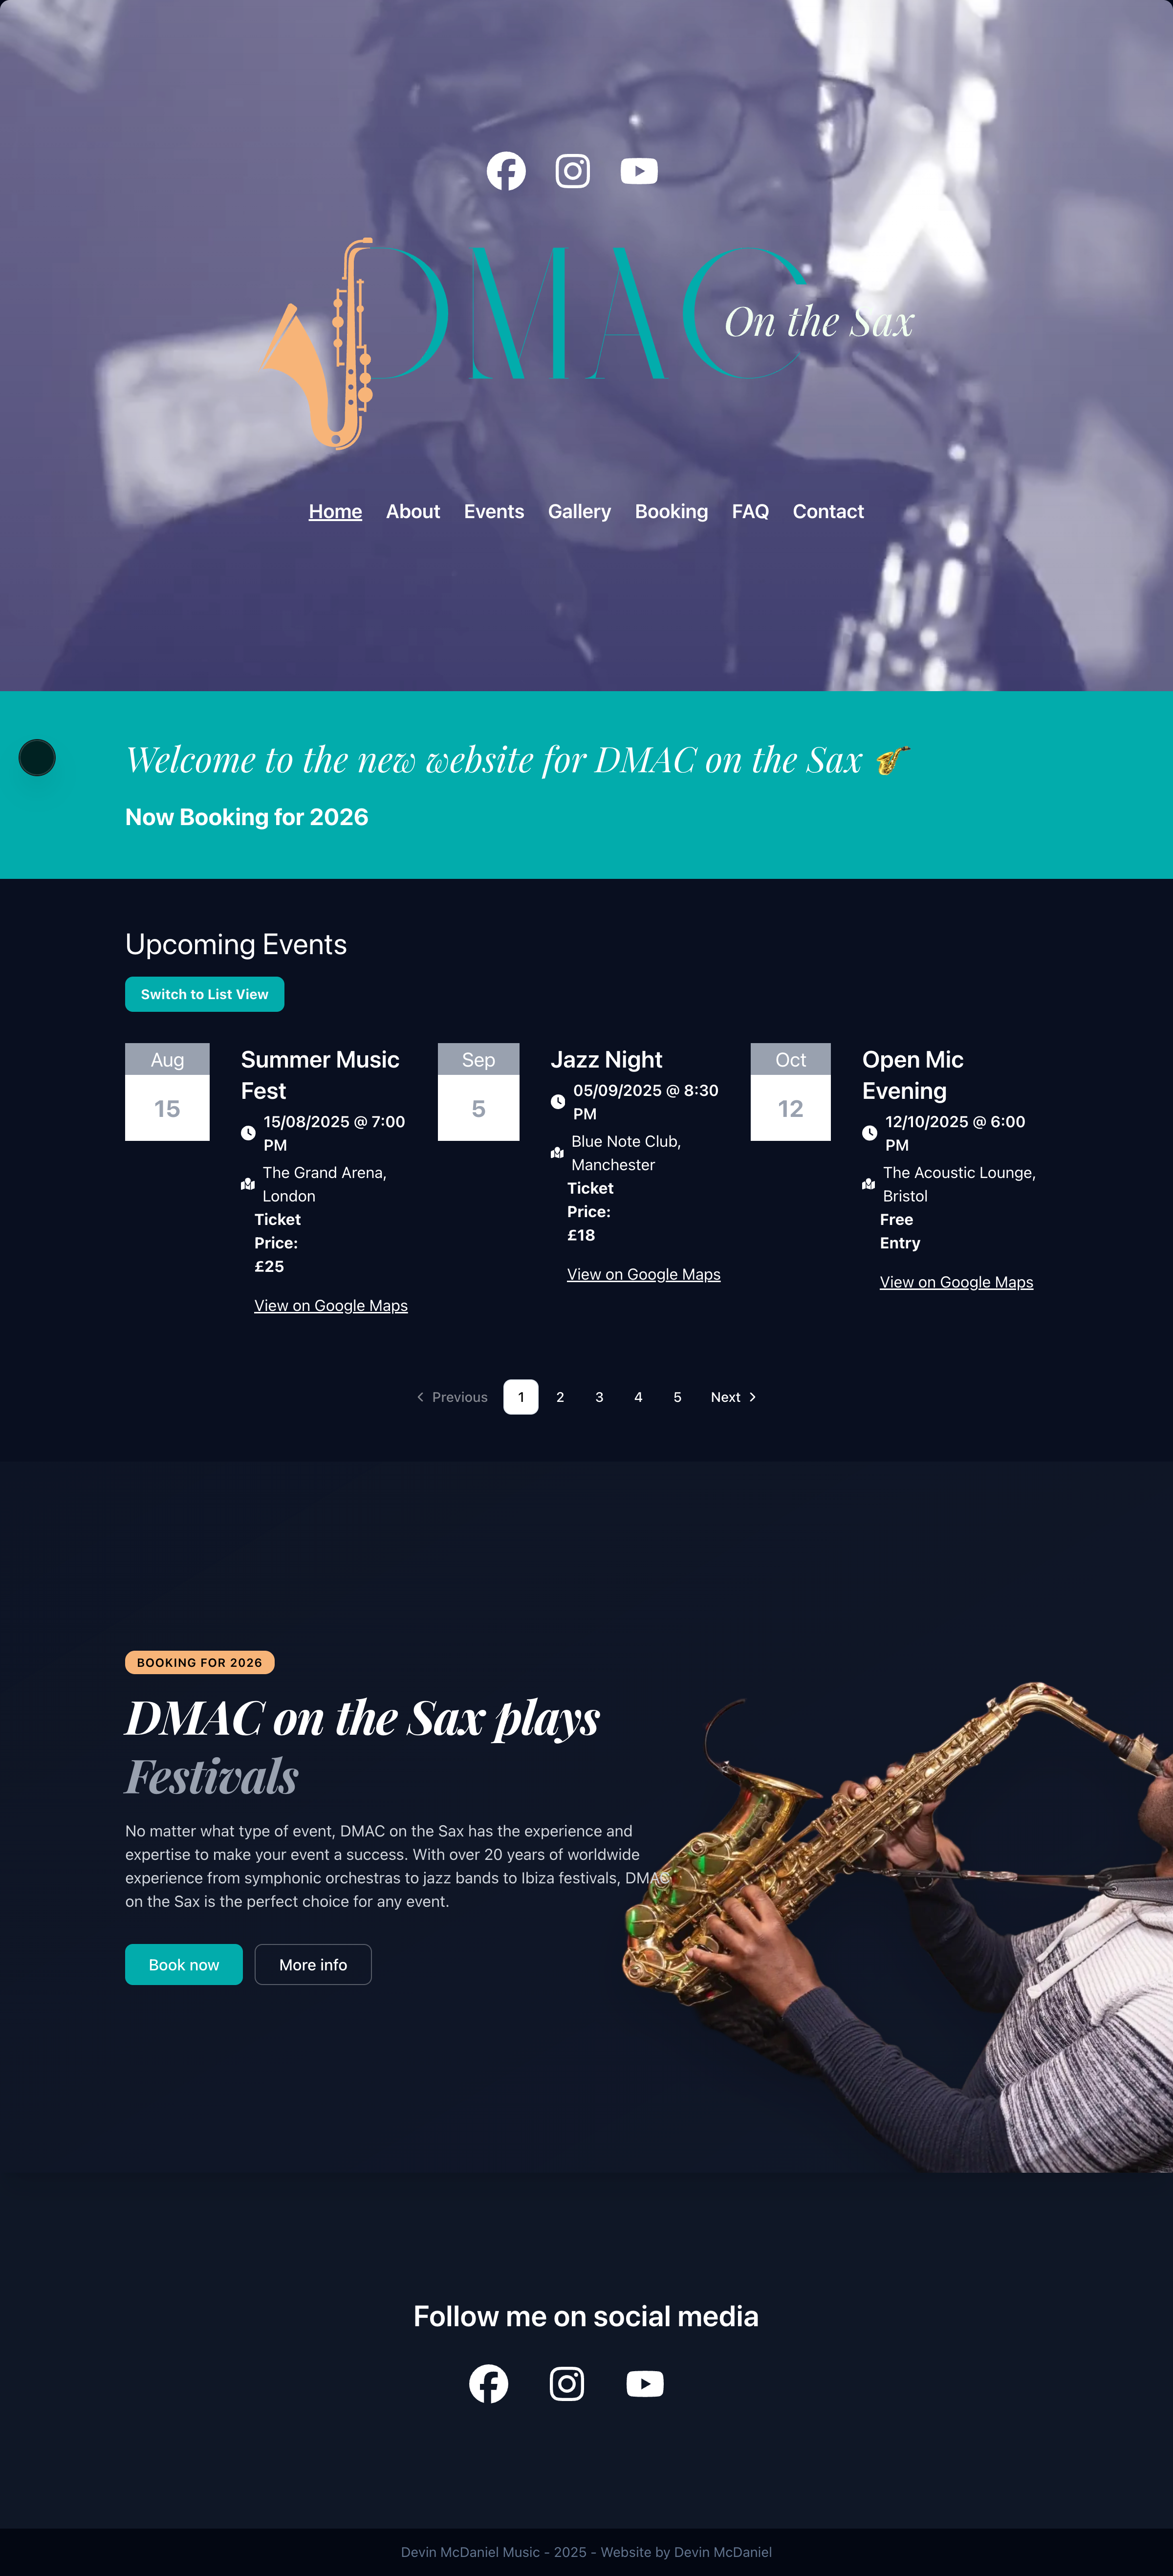 DMAC
On the Sax
Home About Events Gallery Booking FAQ Contact
Welcome to the new website for DMAC on the Sax 🎷
Now Booking for 2026
Upcoming Events
Switch to List View
Aug
15
Summer Music
Fest
15/08/2025 @ 7:00
PM
The Grand Arena,
London
Ticket
Price:
£25
View on Google Maps
Sep
5
Jazz Night
05/09/2025 @ 8:30
PM
Blue Note Club,
Manchester
Ticket
Price:
£18
View on Google Maps
Oct
12
Open Mic
Evening
12/10/2025 @ 6:00
PM
The Acoustic Lounge,
Bristol
Free
Entry
View on Google Maps
Previous 1 2 3 4 5 Next
BOOKING FOR 2026
DMAC on the Sax plays
Festivals
No matter what type of event, DMAC on the Sax has the experience and
expertise to make your event a success. With over 20 years of worldwide
experience from symphonic orchestras to jazz bands to Ibiza festivals, DMAC
on the Sax is the perfect choice for any event.
Book now More info
Follow me on social media
Devin McDaniel Music - 2025 - Website by Devin McDaniel